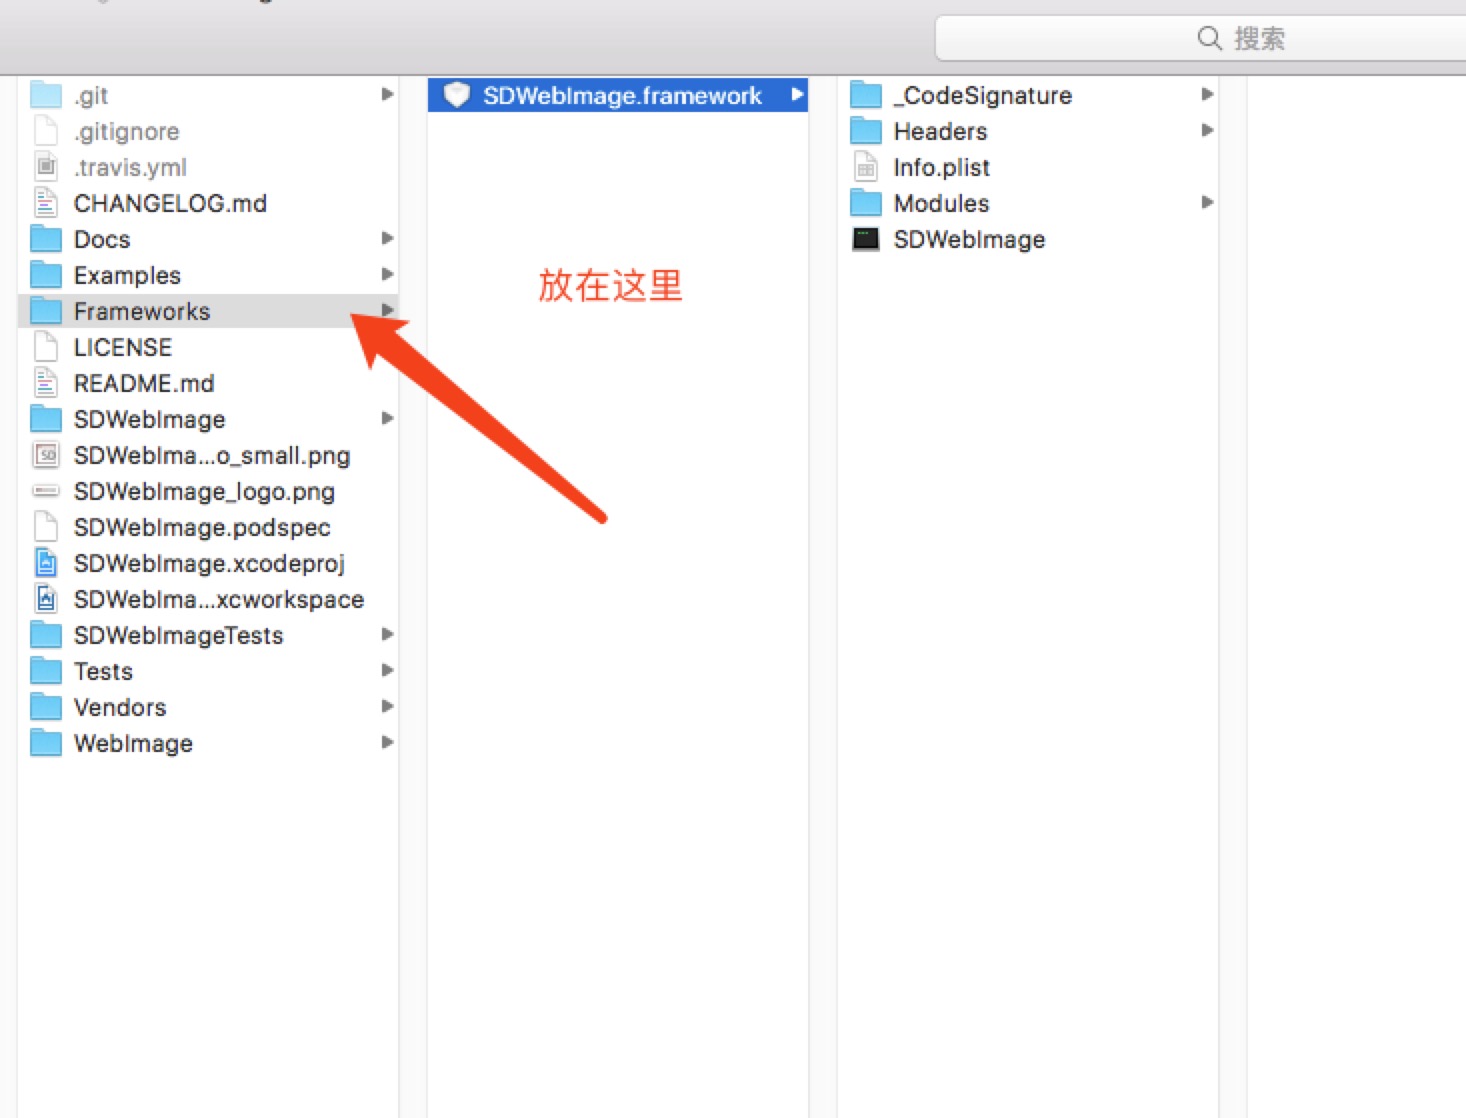 搜索
.git
.gitignore
.travis.yml
CHANGELOG.md
Docs
Examples
Frameworks
LICENSE
README.md
SDWebImage
SDWebIma...o_small.png
SDWebImage_logo.png
SDWebImage.podspec
SDWebImage.xcodeproj
SDWebIma...xcworkspace
SDWebImageTests
Tests
Vendors
WebImage
SDWebImage.framework
放在这里
_CodeSignature
Headers
Info.plist
Modules
SDWebImage